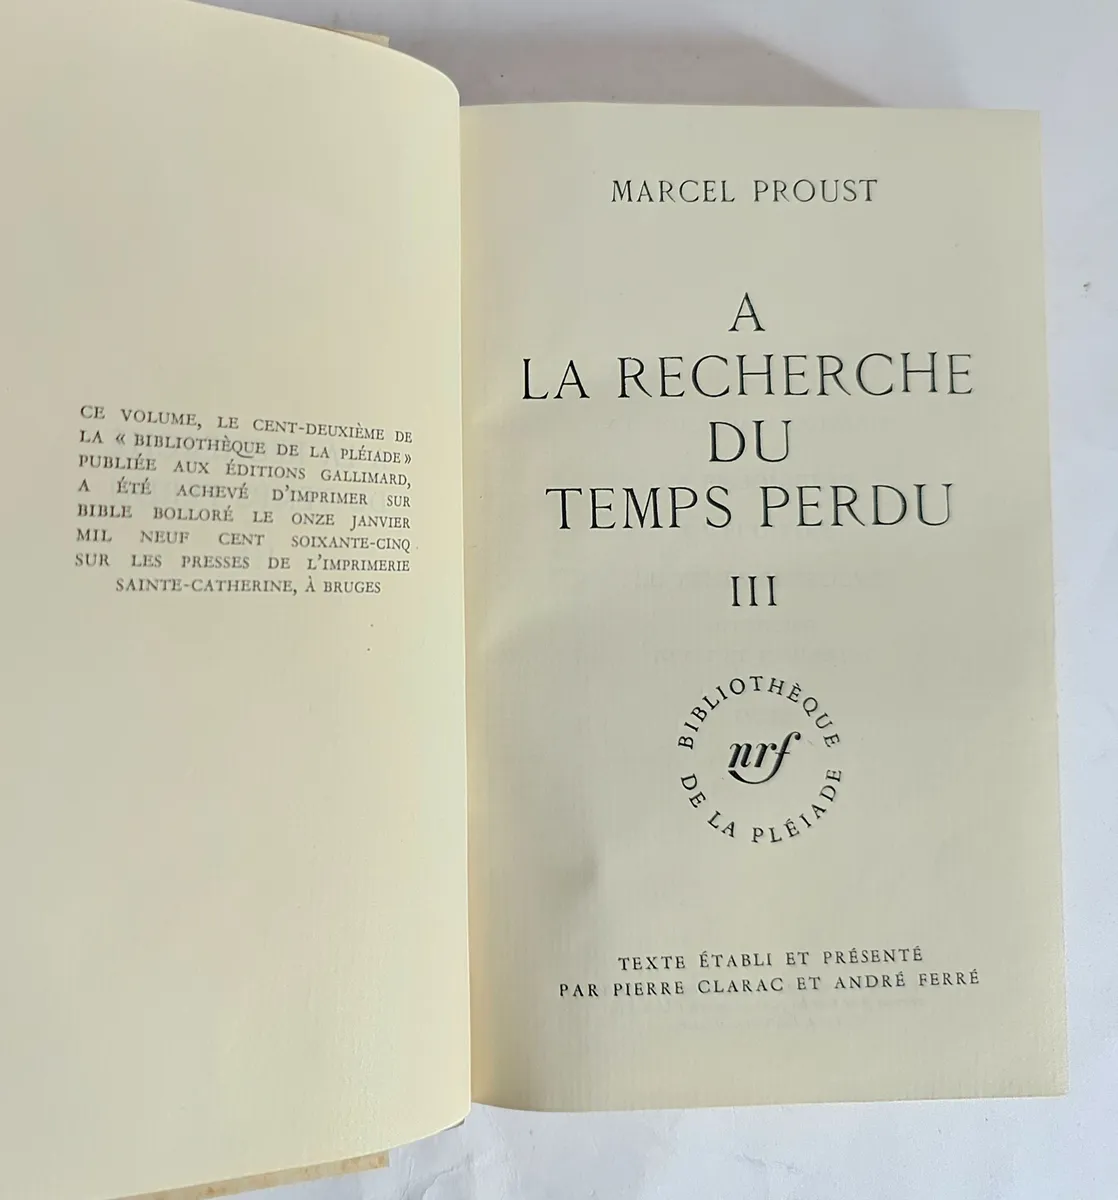 CE VOLUME, LE CENT-DEUXIÈME DE
LA « BIBLIOTHÈQUE DE LA PLÉIADE »
PUBLIÉE AUX ÉDITIONS GALLIMARD,
A ÉTÉ ACHEVÉ D'IMPRIMER SUR
BIBLE BOLLORÉ LE ONZE JANVIER
MIL NEUF CENT SOIXANTE-CINQ
SUR LES PRESSES DE L'IMPRIMERIE
SAINTE-CATHERINE, À BRUGES
MARCEL PROUST
A
LA RECHERCHE
DU
TEMPS PERDU
III
BIBLIOTHÈQUE
nrf
DE LA PLÉIADE
TEXTE ÉTABLI ET PRÉSENTÉ
PAR PIERRE CLARAC ET ANDRÉ FERRÉ